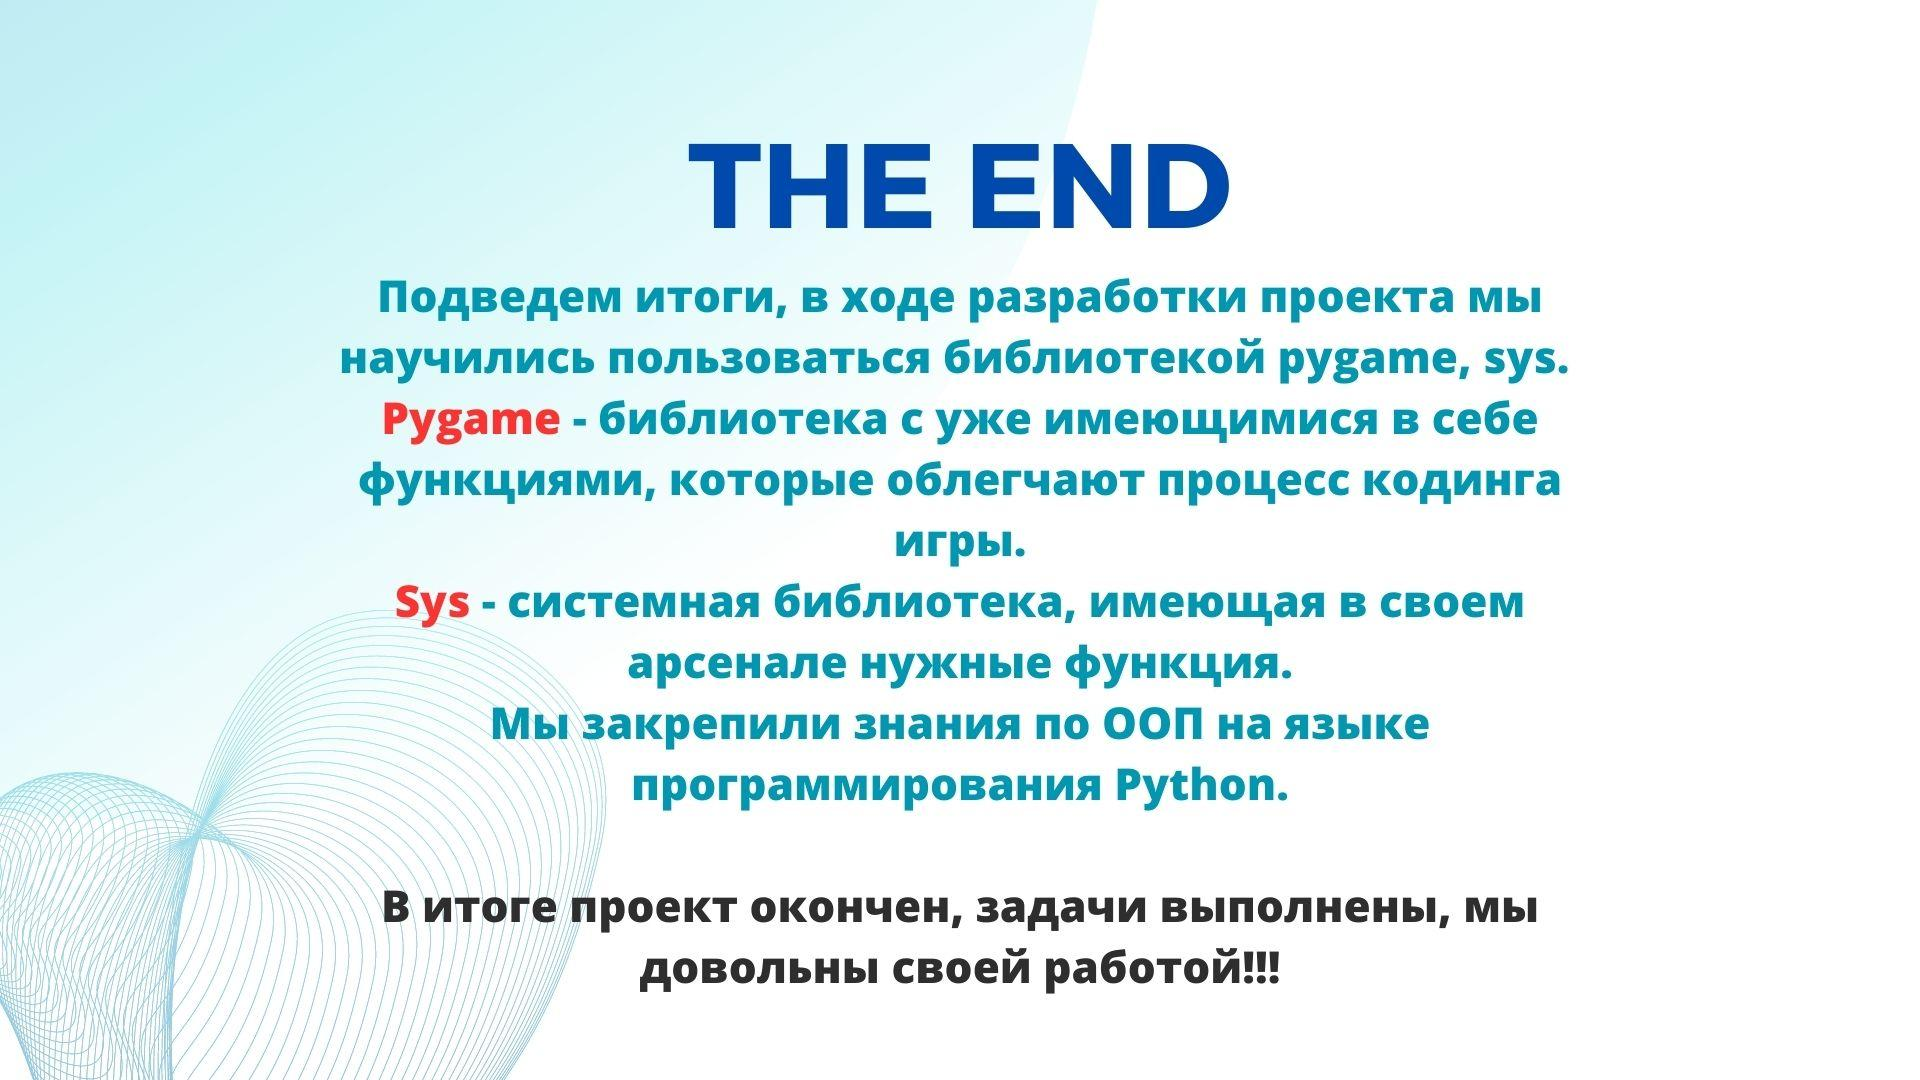 THE END
Подведем итоги, в ходе разработки проекта мы
научились пользоваться библиотекой pygame, sys.
Pygame - библиотека с уже имеющимися в себе
функциями, которые облегчают процесс кодинга
игры.
Sys - системная библиотека, имеющая в своем
арсенале нужные функция.
Мы закрепили знания по ООП на языке
программирования Python.
В итоге проект окончен, задачи выполнены, мы
довольны своей работой!!!